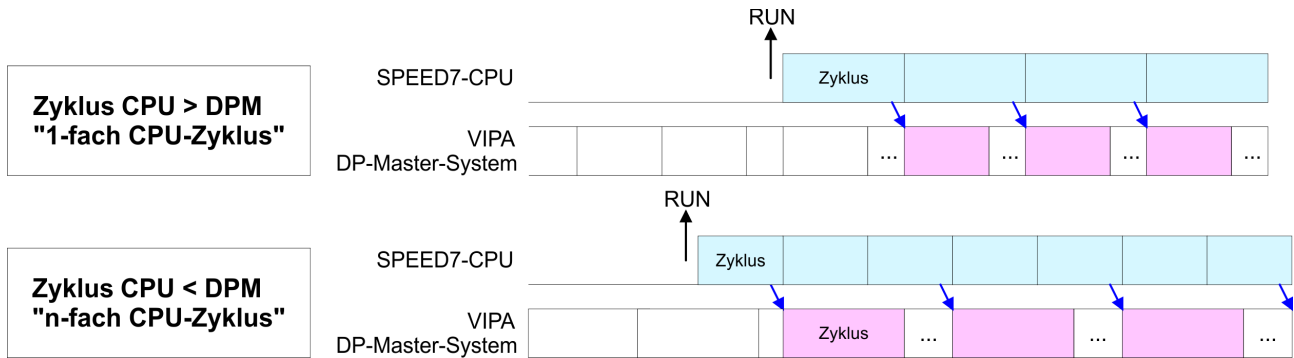 RUN
Zyklus CPU > DPM
"1-fach CPU-Zyklus"
SPEED7-CPU
Zyklus
VIPA
DP-Master-System
...
...
...
...
RUN
Zyklus CPU < DPM
"n-fach CPU-Zyklus"
SPEED7-CPU
Zyklus
VIPA
DP-Master-System
Zyklus
...
...
...